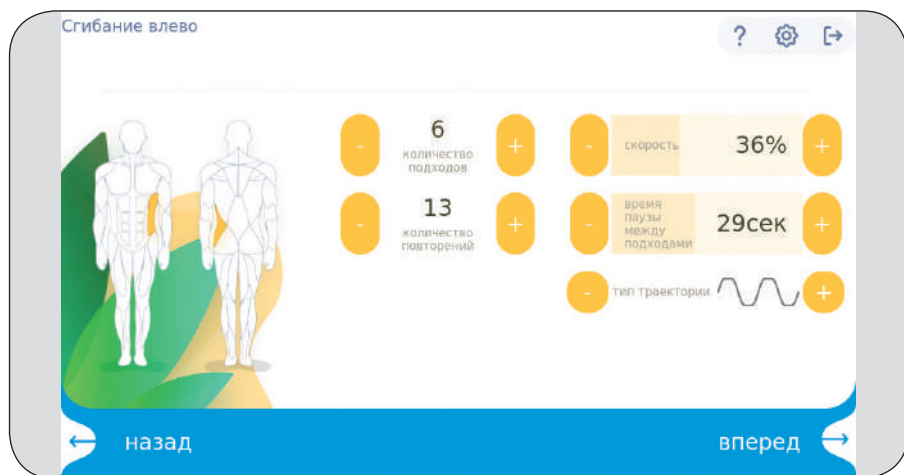 Сгибание влево
?
- 6 +
количество
подходов
- 13 +
количество
повторений
- скорость 36% +
- время
паузы
между
подходами 29сек +
- тип траектории +
назад
вперед